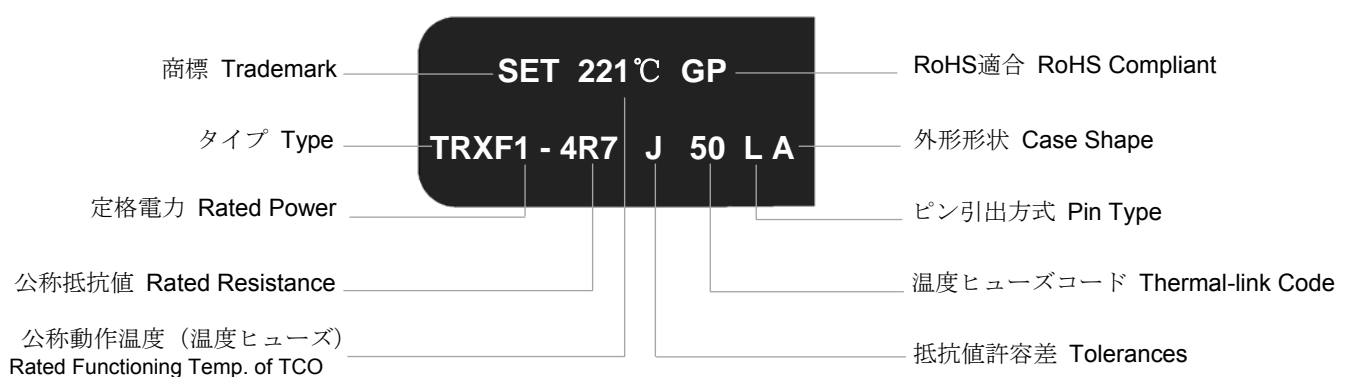 商標 Trademark
SET 221℃ GP
RoHS適合 RoHS Compliant
タイプ Type
TRXF1 - 4R7 J 50 L A
外形形状 Case Shape
定格電力 Rated Power
ピン引出方式 Pin Type
公称抵抗値 Rated Resistance
温度ヒューズコード Thermal-link Code
公称動作温度（温度ヒューズ）
Rated Functioning Temp. of TCO
抵抗値許容差 Tolerances